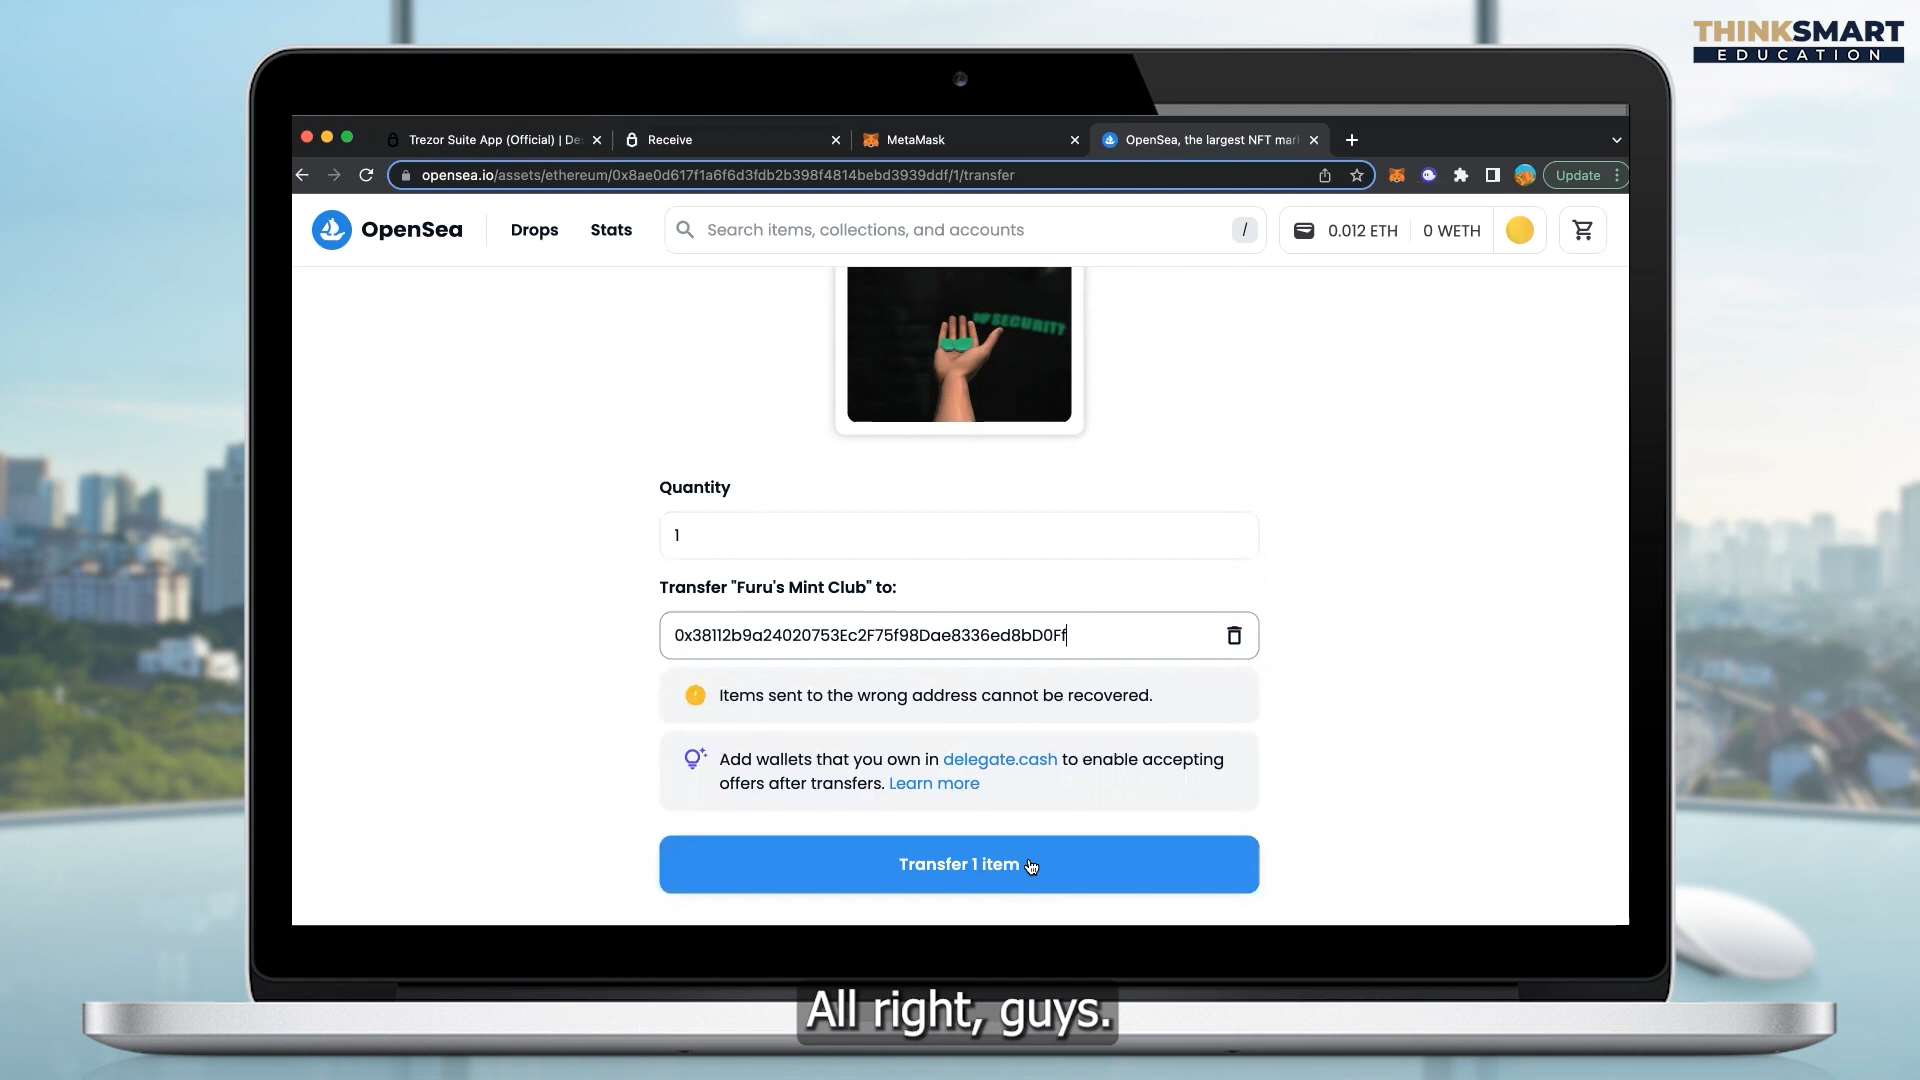 THINKSMART
EDUCATION
Trezor Suite App (Official) | De
Receive
MetaMask
OpenSea, the largest NFT mar
opensea.io/assets/ethereum/0x8ae0d617f1a6f6d3fdb2b398f4814bebd3939ddf/1/transfer
Update
OpenSea
Drops
Stats
Search items, collections, and accounts
/
0.012 ETH
0 WETH
SECURITY
Quantity
1
Transfer "Furu's Mint Club" to:
0x38112b9a24020753Ec2F75f98Dae8336ed8bD0Ff
Items sent to the wrong address cannot be recovered.
Add wallets that you own in delegate.cash to enable accepting
offers after transfers. Learn more
Transfer 1 item
All right, guys.